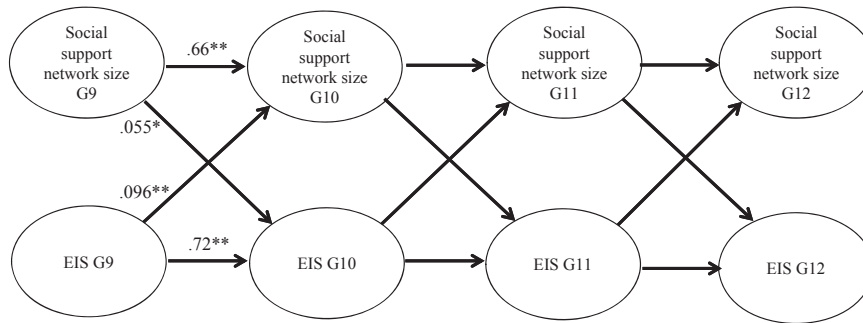 Social
support
network size
G9
.66**
Social
support
network size
G10
Social
support
network size
G11
Social
support
network size
G12
.055*
.096**
EIS G9
.72**
EIS G10
EIS G11
EIS G12